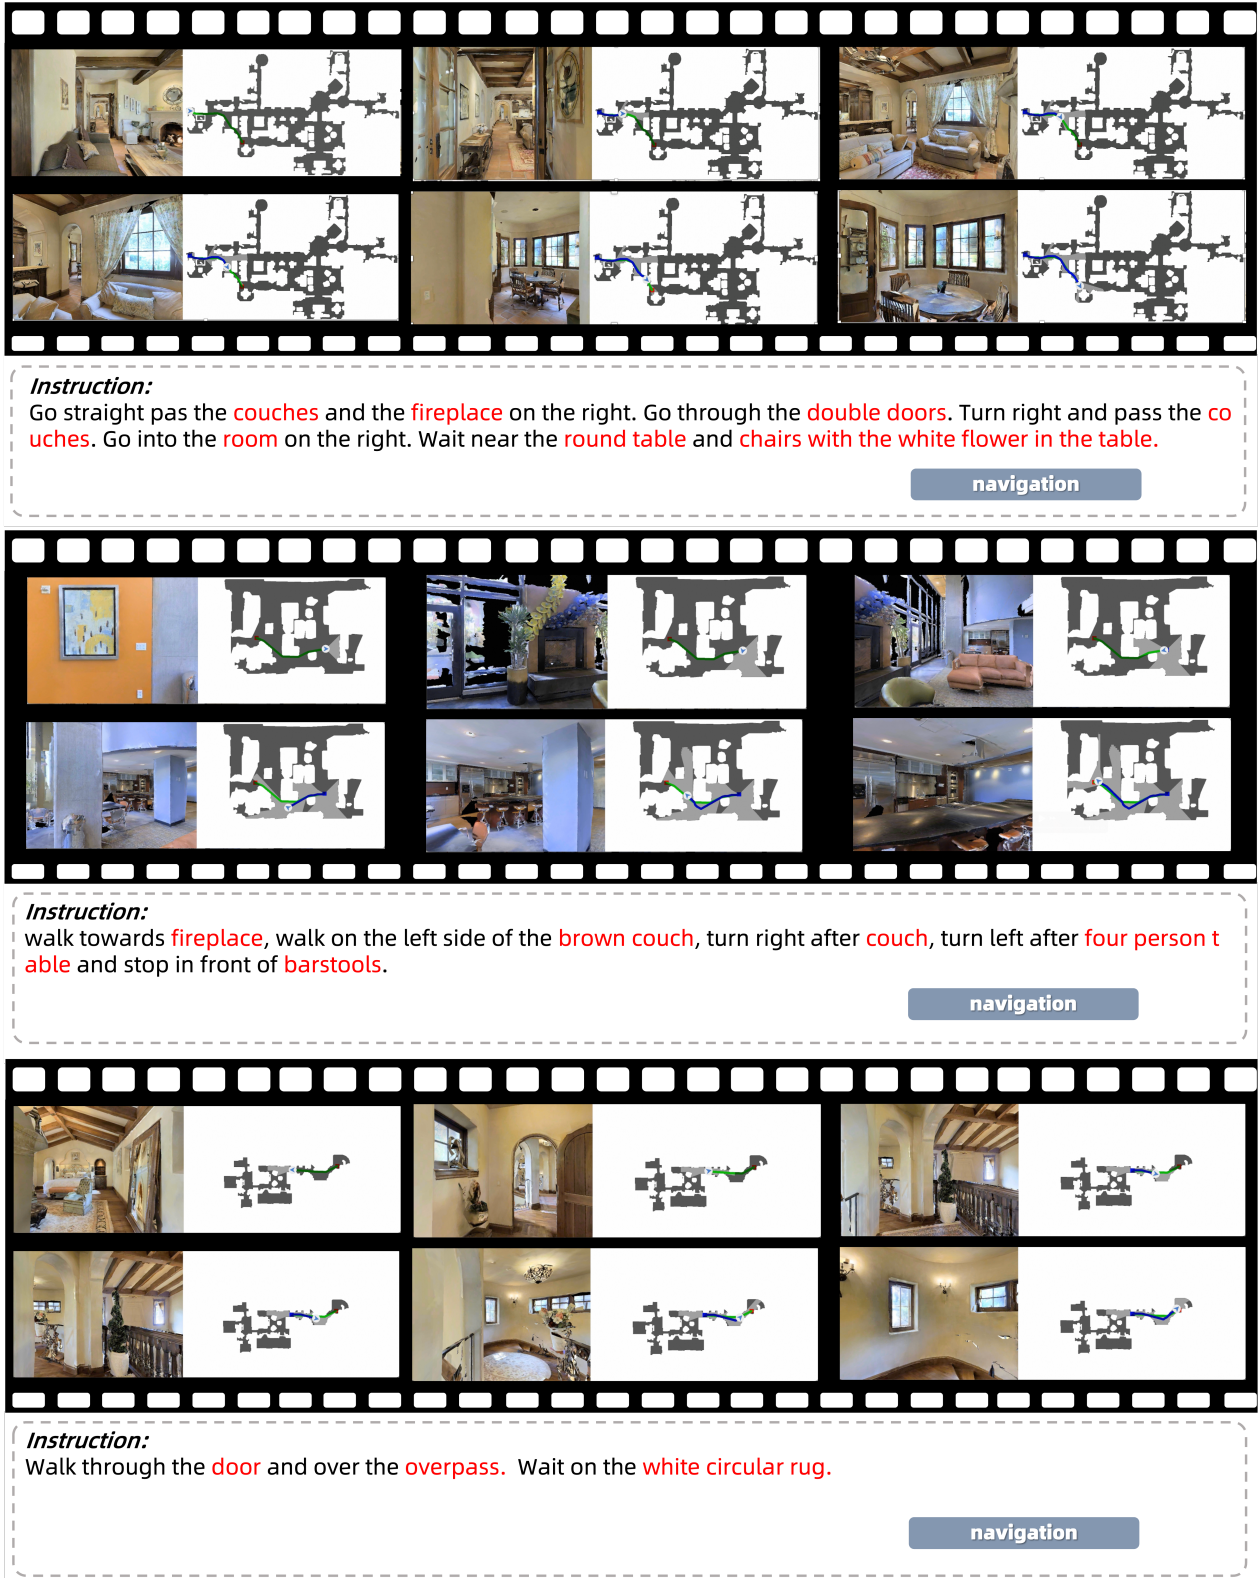 Instruction:
Go straight pas the couches and the fireplace on the right. Go through the double doors. Turn right and pass the co
uches. Go into the room on the right. Wait near the round table and chairs with the white flower in the table.
navigation
Instruction:
walk towards fireplace, walk on the left side of the brown couch, turn right after couch, turn left after four person t
able and stop in front of barstools.
navigation
Instruction:
Walk through the door and over the overpass.  Wait on the white circular rug.
navigation